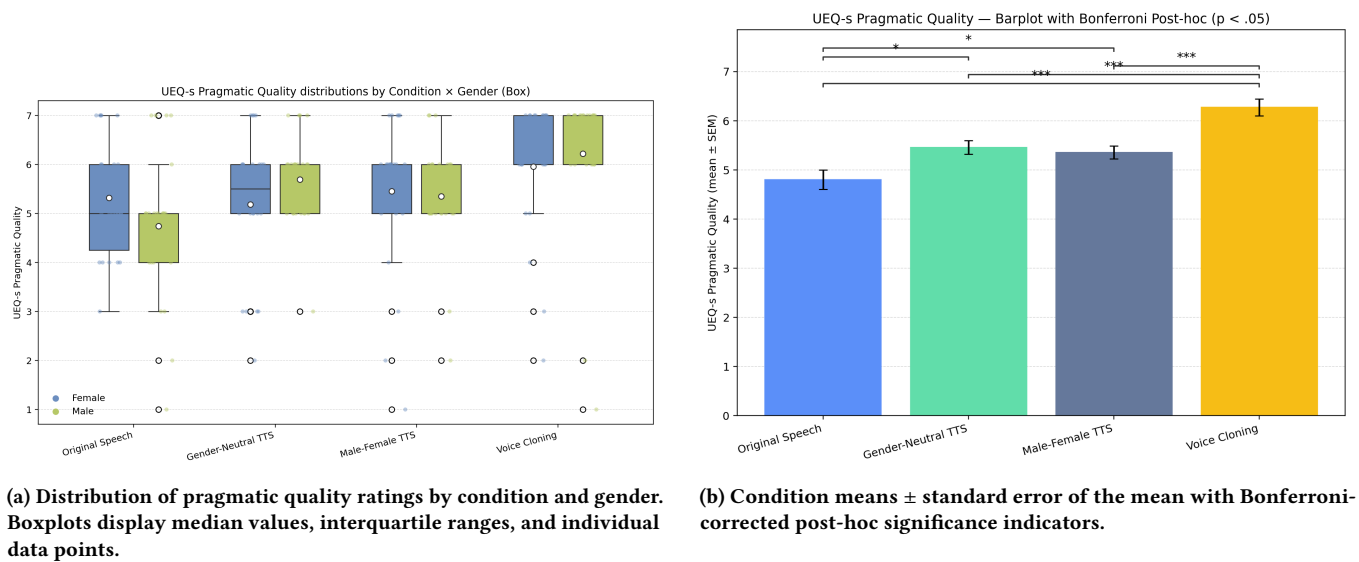 UEQ-s Pragmatic Quality distributions by Condition × Gender (Box)
UEQ-s Pragmatic Quality
7
6
5
4
3
2
1
Female
Male
Original Speech
Gender-Neutral TTS
Male-Female TTS
Voice Cloning
(a) Distribution of pragmatic quality ratings by condition and gender.
Boxplots display median values, interquartile ranges, and individual
data points.
UEQ-s Pragmatic Quality — Barplot with Bonferroni Post-hoc (p < .05)
UEQ-s Pragmatic Quality (mean ± SEM)
7
6
5
4
3
2
1
0
*
*
***
***
***
Original Speech
Gender-Neutral TTS
Male-Female TTS
Voice Cloning
(b) Condition means ± standard error of the mean with Bonferroni-
corrected post-hoc significance indicators.